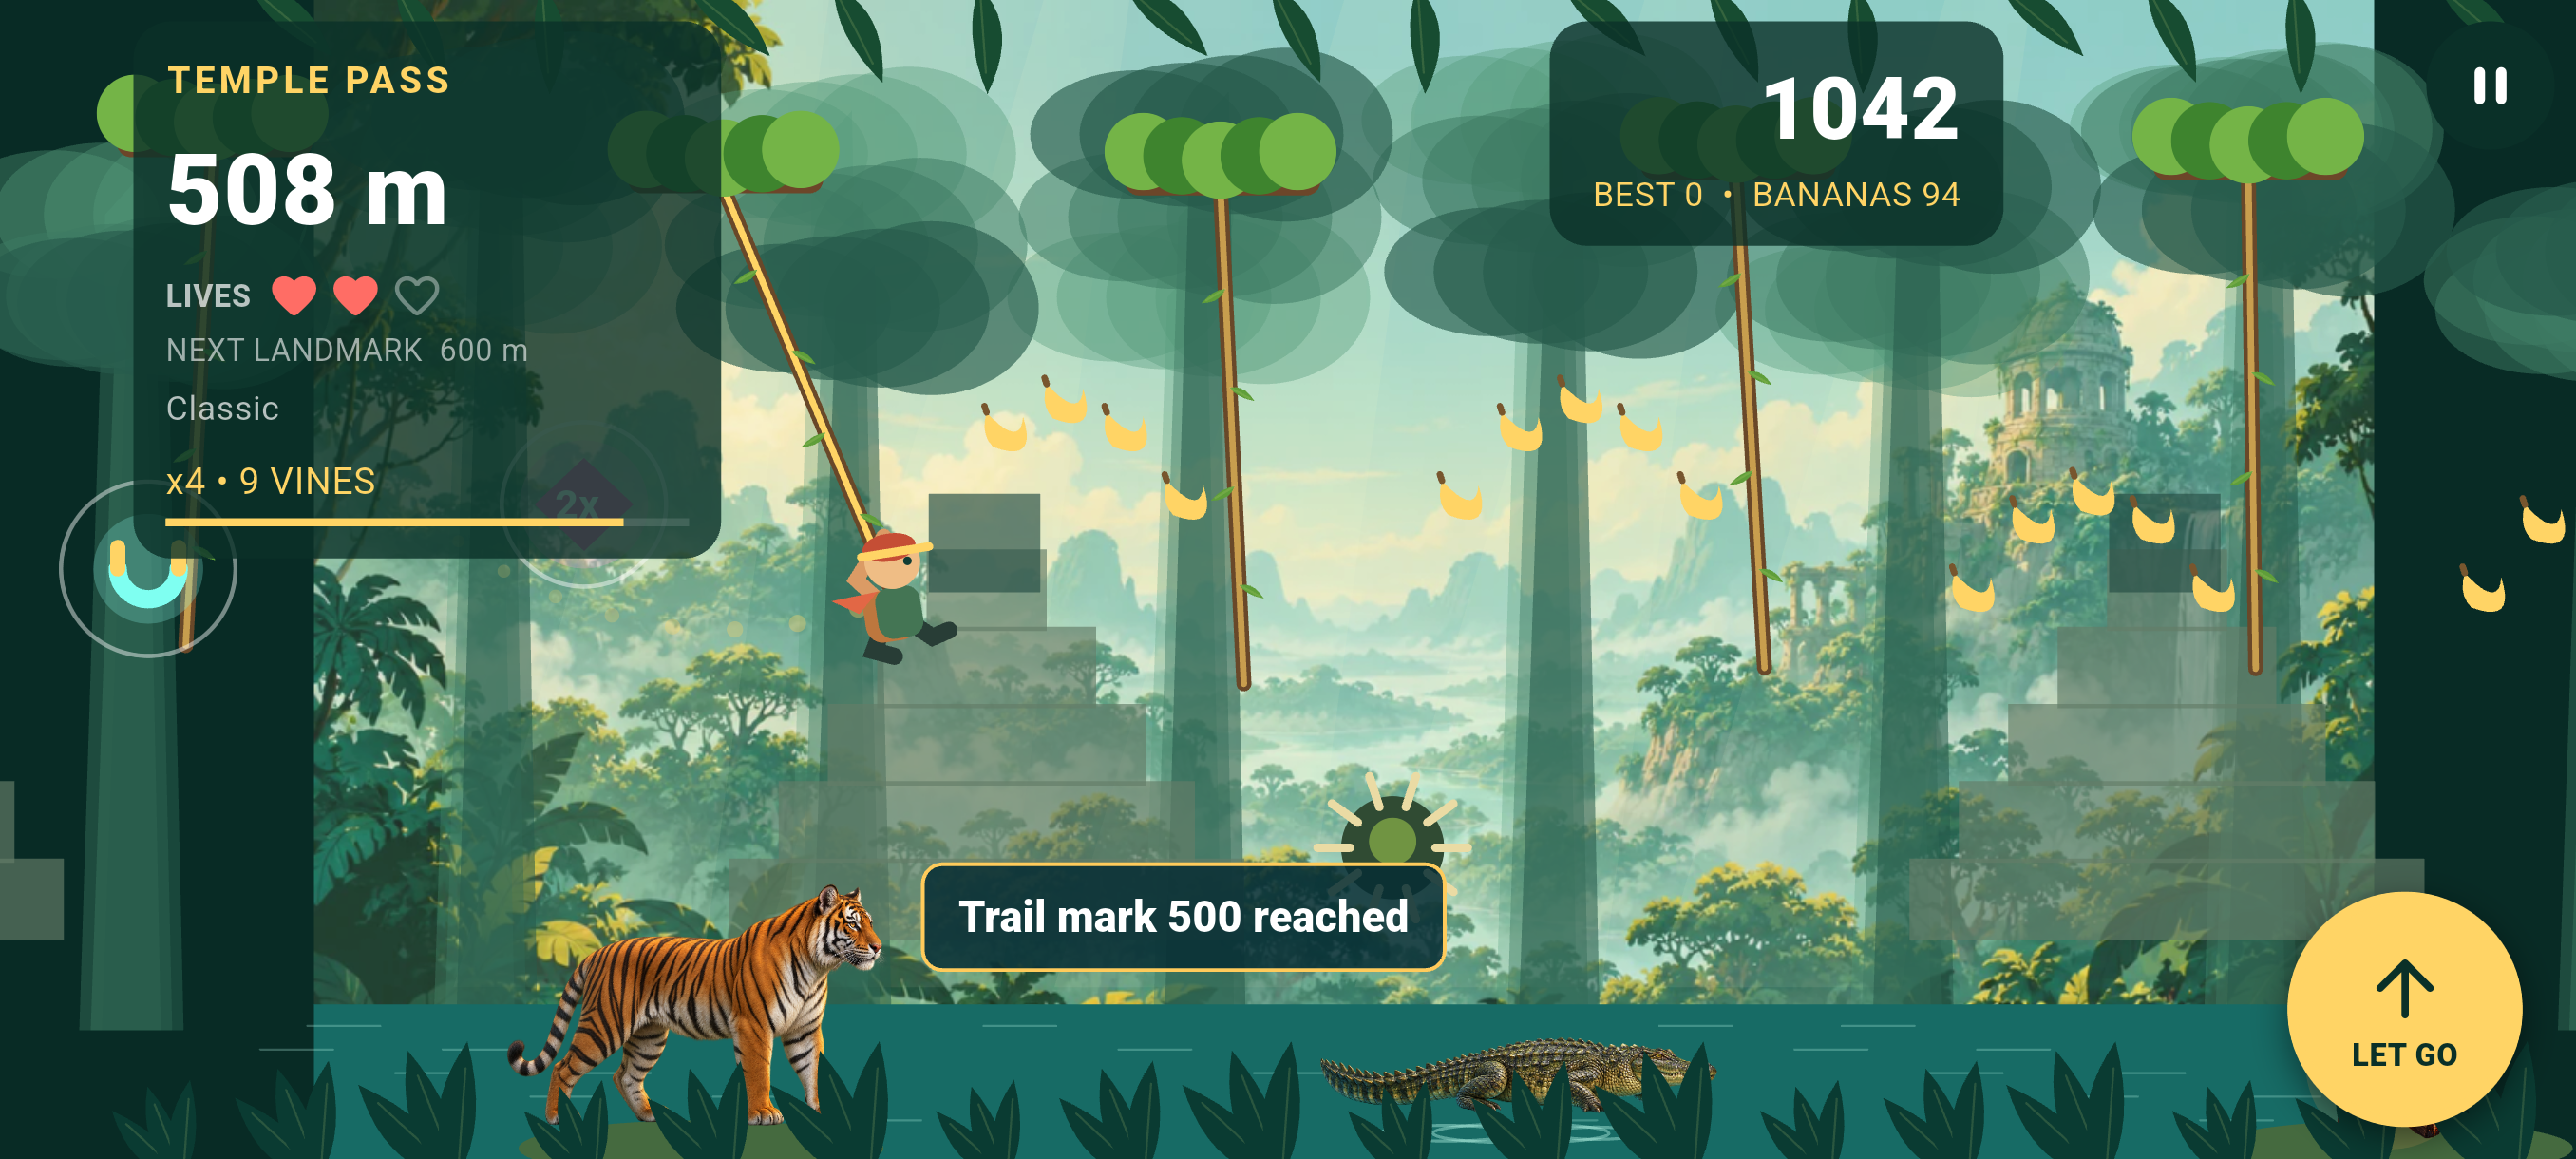 TEMPLE PASS
508 m
LIVES
NEXT LANDMARK 600 m
Classic
x4 • 9 VINES
2x
1042
BEST 0 • BANANAS 94
Trail mark 500 reached
LET GO